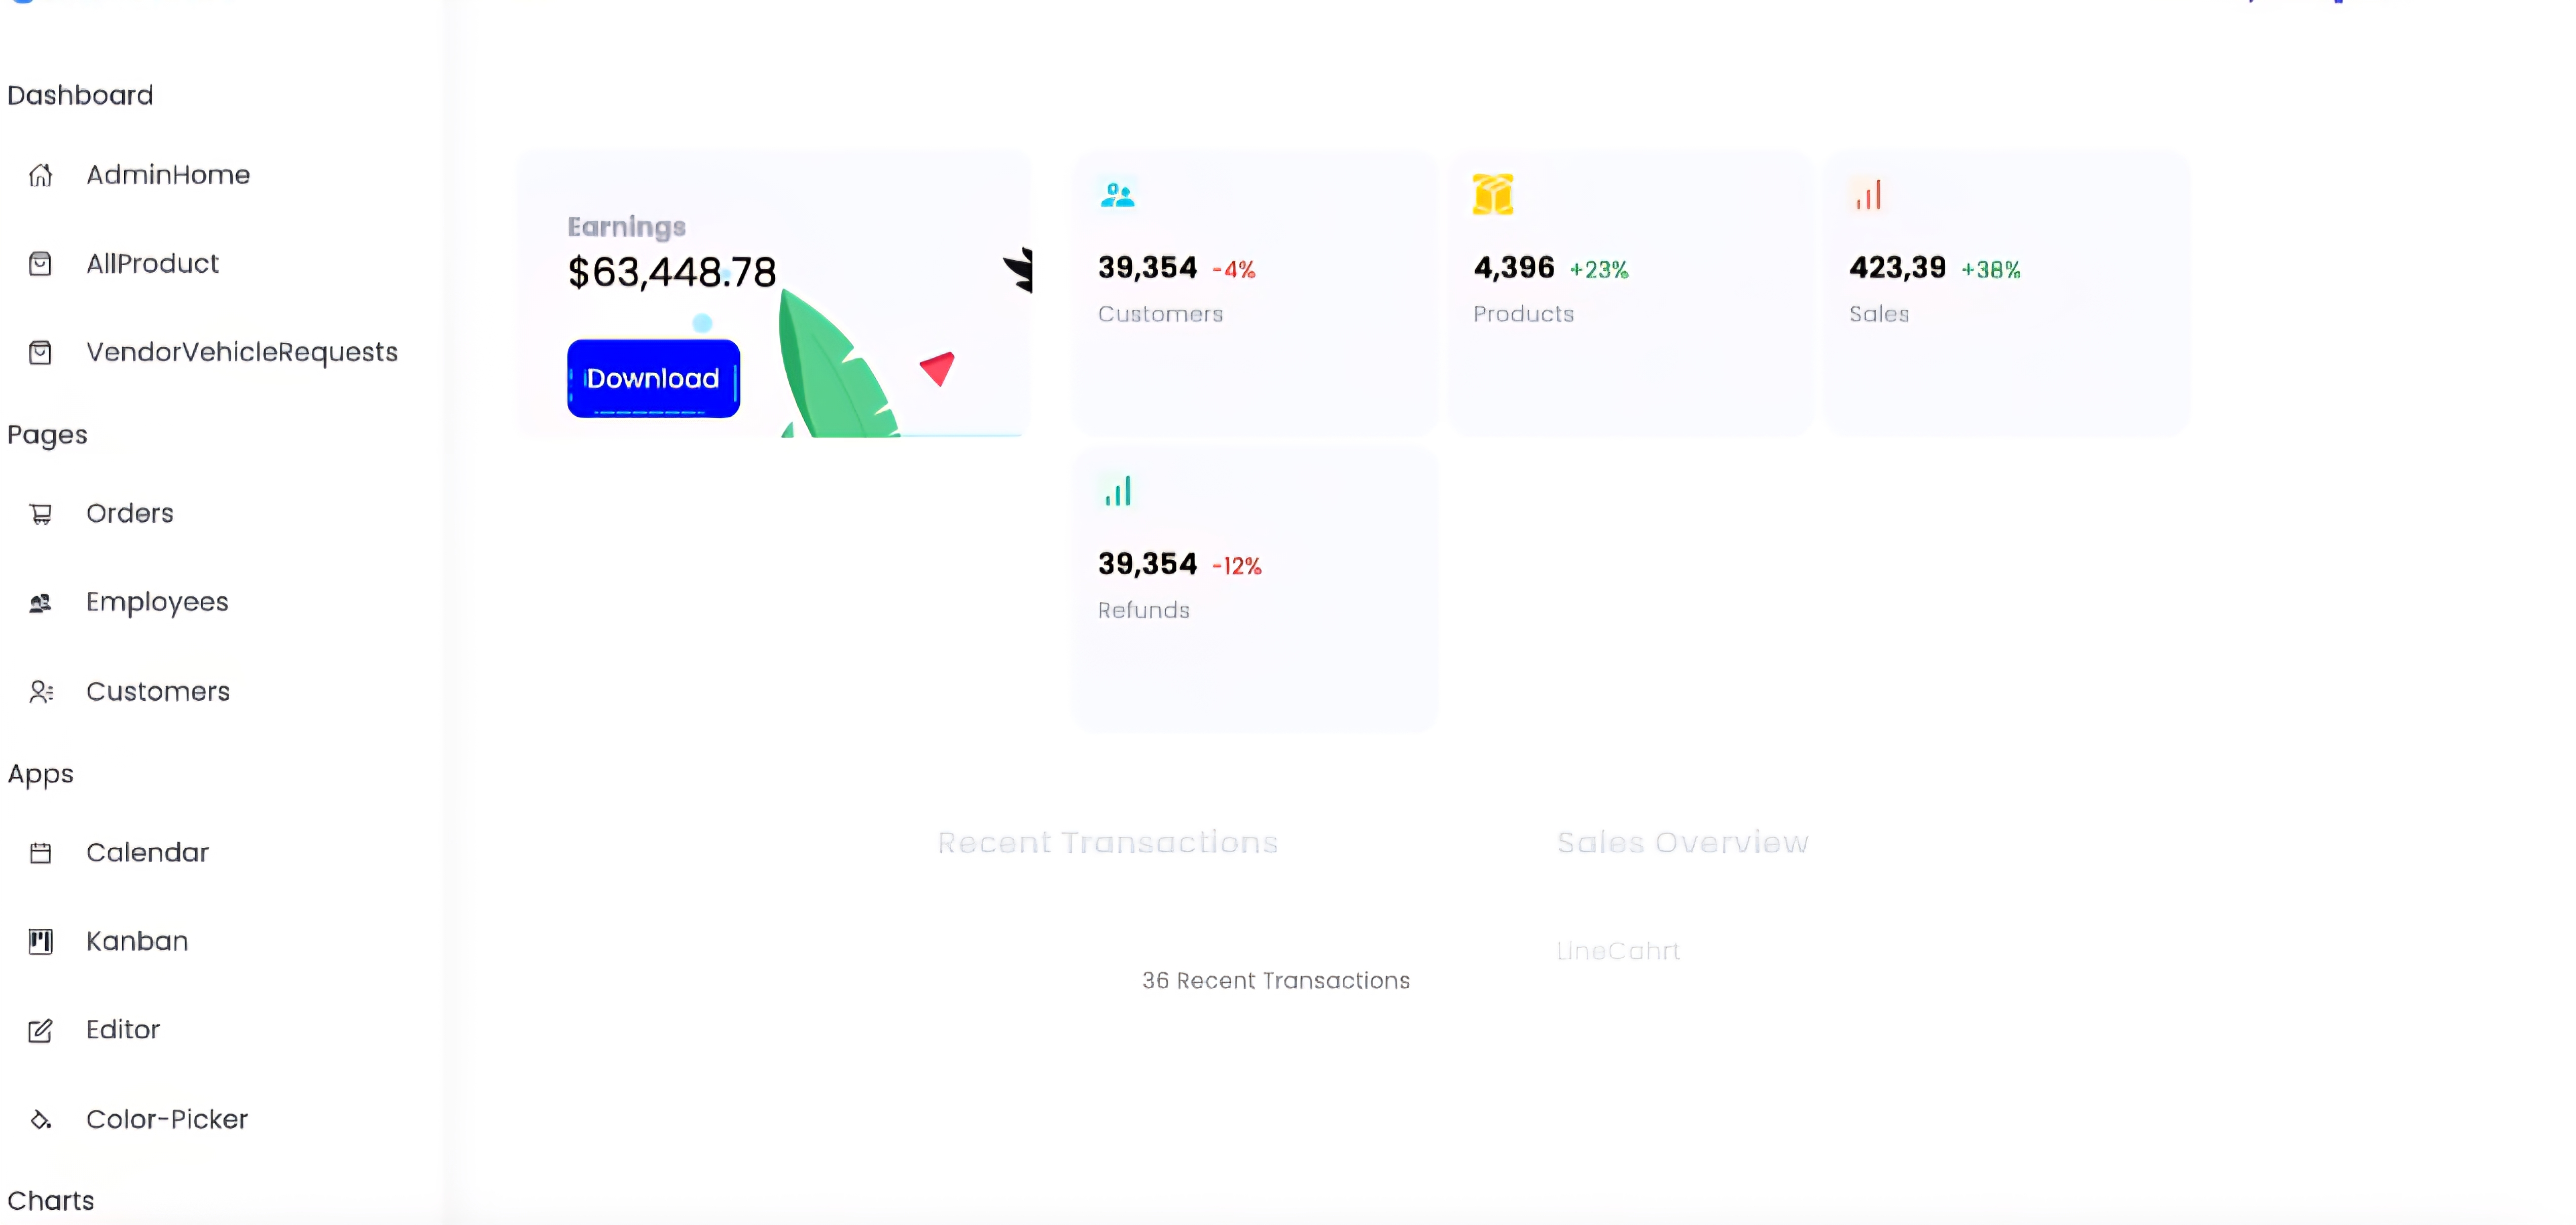 Dashboard
AdminHome
AllProduct
VendorVehicleRequests
Pages
Orders
Employees
Customers
Apps
Calendar
Kanban
Editor
Color-Picker
Charts
Earnings
$63,448.78
Download
39,354 -4%
Customers
4,396 +23%
Products
423,39 +38%
Sales
39,354 -12%
Refunds
Recent Transactions
36 Recent Transactions
Sales Overview
LineCahrt